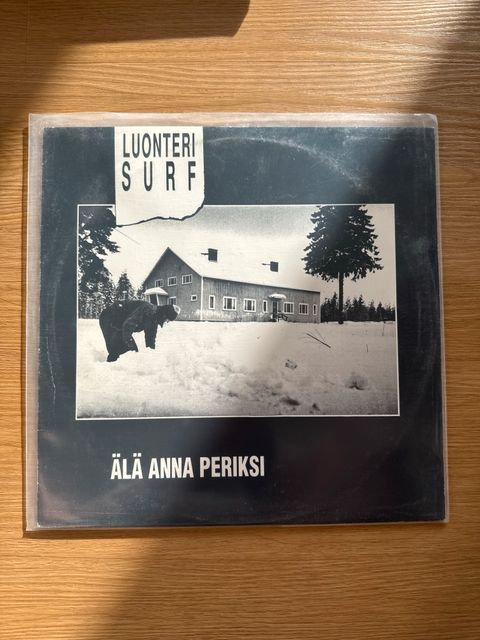 LUONTERI
SURF
ÄLÄ ANNA PERIKSI